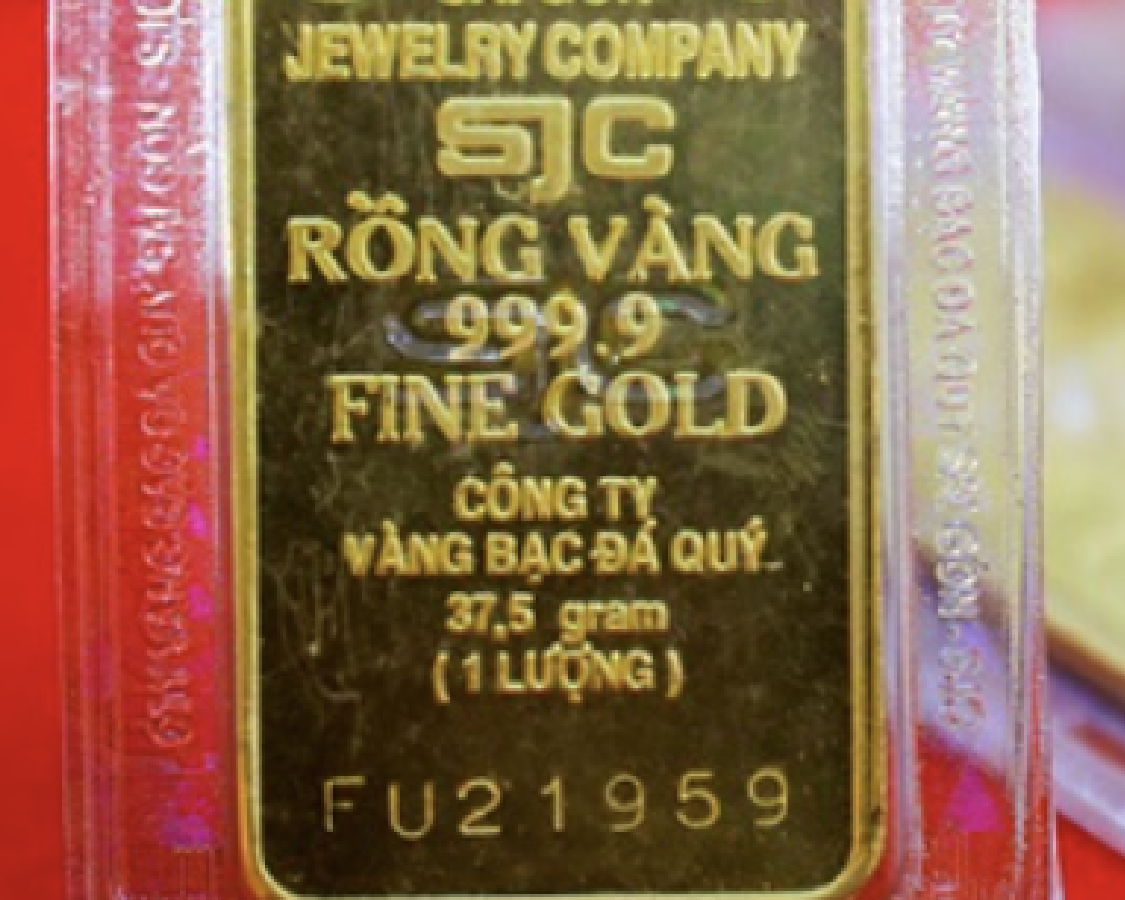 JEWELRY COMPANY
SJC
RỒNG VÀNG
999.9
FINE GOLD
CÔNG TY
VÀNG BẠC ĐÁ QUÝ
37,5 gram
( 1 LƯỢNG )
FU21959